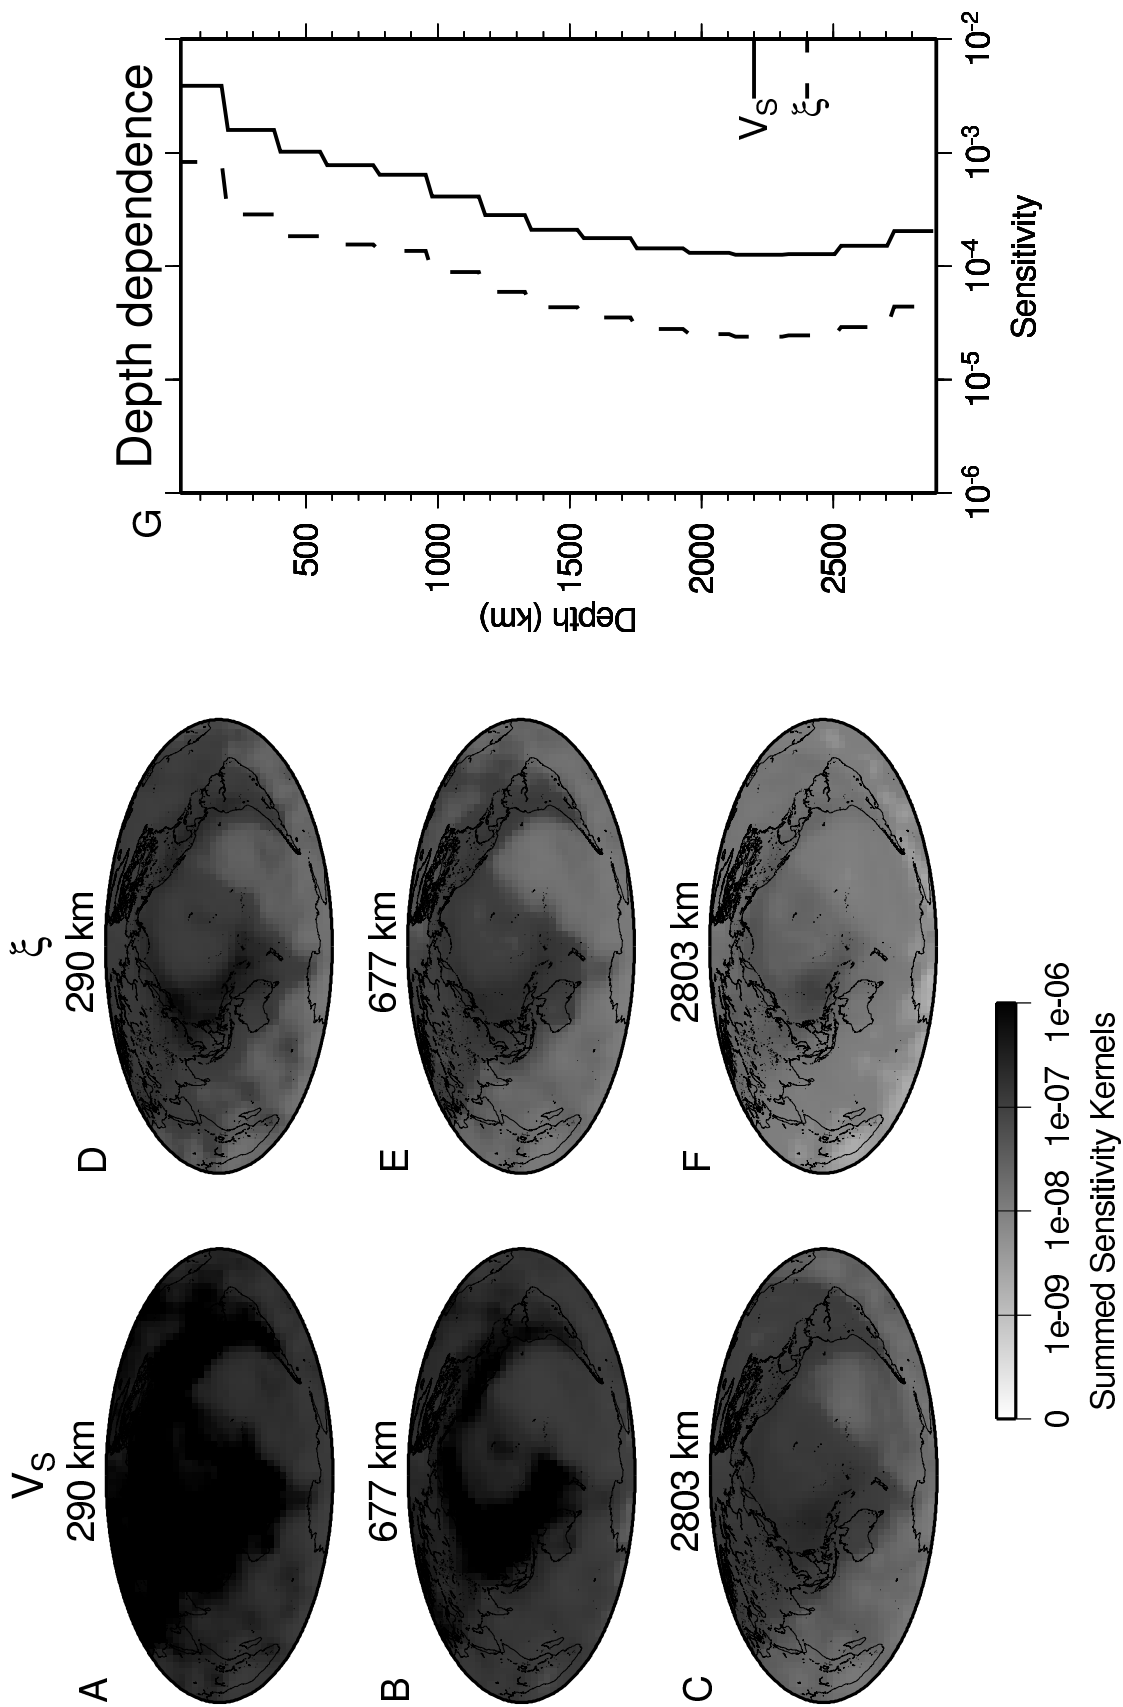 V_S
ξ
A
290 km
D
290 km
B
677 km
E
677 km
C
2803 km
F
2803 km
0 1e-09 1e-08 1e-07 1e-06
Summed Sensitivity Kernels
G
Depth dependence
500
1000
1500
2000
2500
Depth (km)
V_S
ξ
10^-6 10^-5 10^-4 10^-3 10^-2
Sensitivity